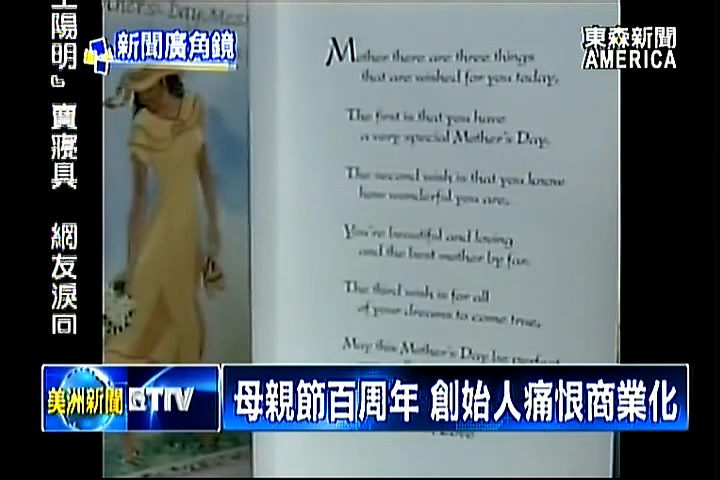 陽明」賣寢具 網友淚同
新聞廣角鏡
東森新聞
AMERICA
Mother's Day Mes
Mother there are three things
that are wished for you today.
The first is that you have
a very special Mother's Day.
The second wish is that you know
how wonderful you are.
You're beautiful and loving
and the best mother by far.
The third wish is for all
of your dreams to come true.
May this Mother's Day be perfect
美洲新聞 ETTV
母親節百周年 創始人痛恨商業化